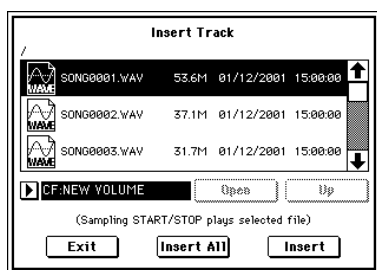 Insert Track
/
WAVE SONG0001.WAV 53.6M 01/12/2001 15:00:00
WAVE SONG0002.WAV 37.1M 01/12/2001 15:00:00
WAVE SONG0003.WAV 31.7M 01/12/2001 15:00:00
CF:NEW VOLUME Open Up
(Sampling START/STOP plays selected file)
Exit Insert All Insert